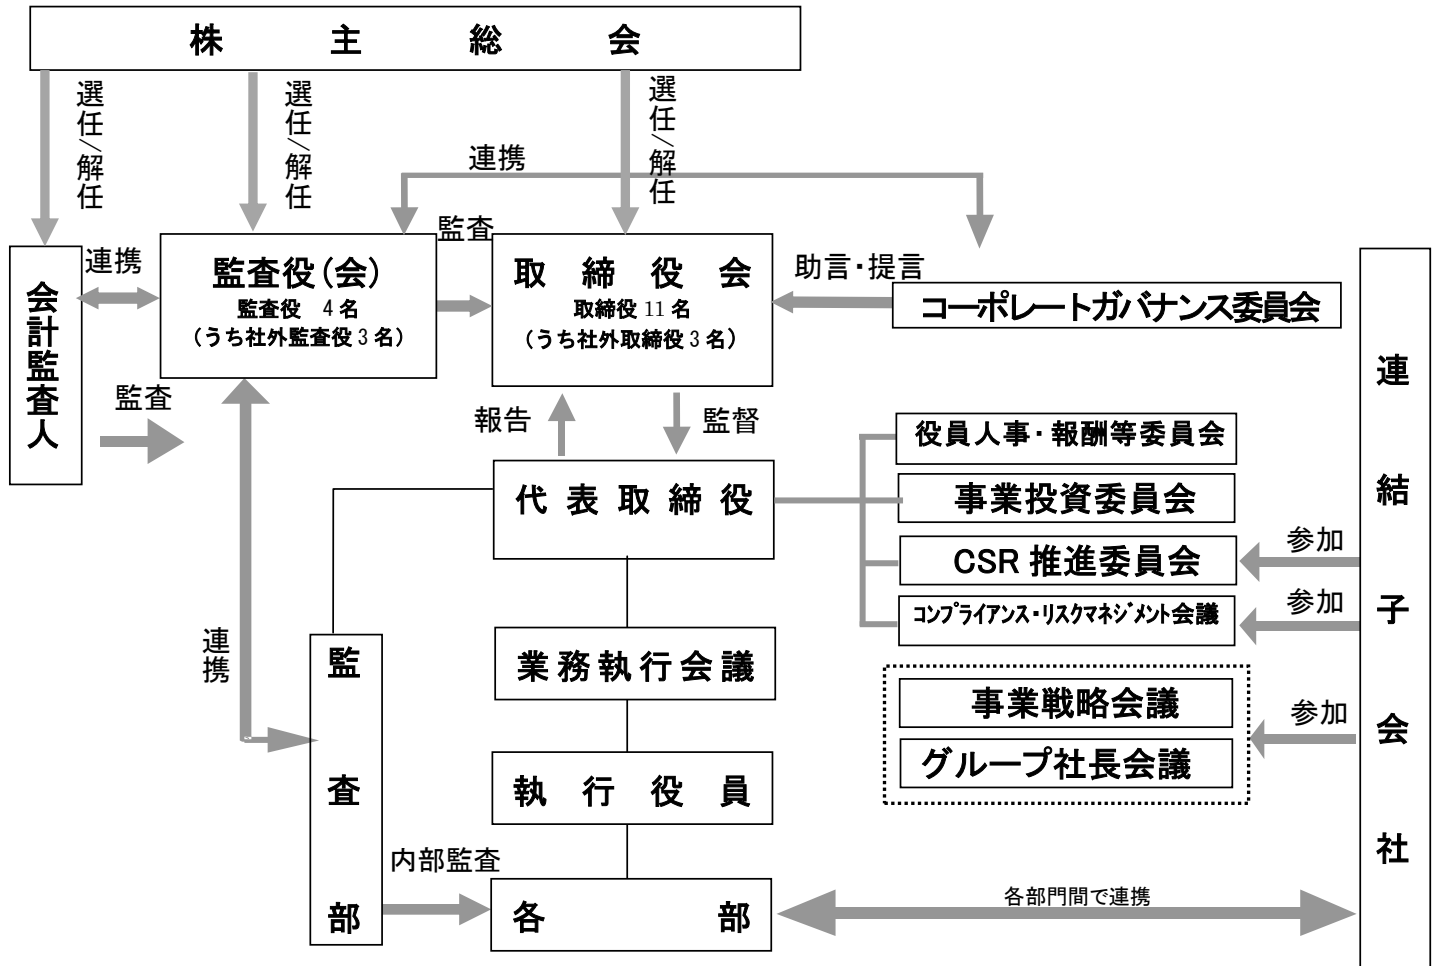 株主総会
選任/解任
選任/解任
選任/解任
連携
監査
連携
監査役(会)
監査役 4名
(うち社外監査役3名)
取締役会
取締役11名
(うち社外取締役3名)
助言・提言
コーポレートガバナンス委員会
会計監査人
監査
報告
監督
代表取締役
役員人事・報酬等委員会
事業投資委員会
CSR推進委員会
コンプライアンス・リスクマネジメント会議
参加
参加
連結子会社
連携
監査部
業務執行会議
事業戦略会議
グループ社長会議
参加
執行役員
内部監査
各部
各部門間で連携